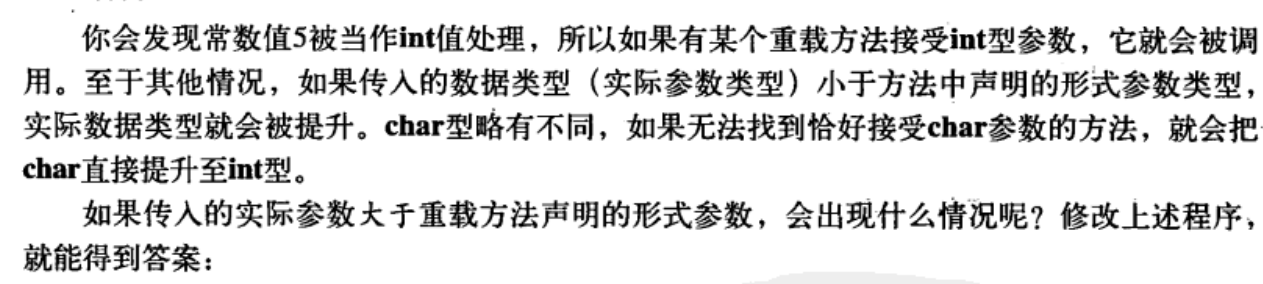 你会发现常数值5被当作int值处理，所以如果有某个重载方法接受int型参数，它就会被调
用。至于其他情况，如果传入的数据类型（实际参数类型）小于方法中声明的形式参数类型，
实际数据类型就会被提升。char型略有不同，如果无法找到恰好接受char参数的方法，就会把
char直接提升至int型。
如果传入的实际参数大于重载方法声明的形式参数，会出现什么情况呢？修改上述程序，
就能得到答案：